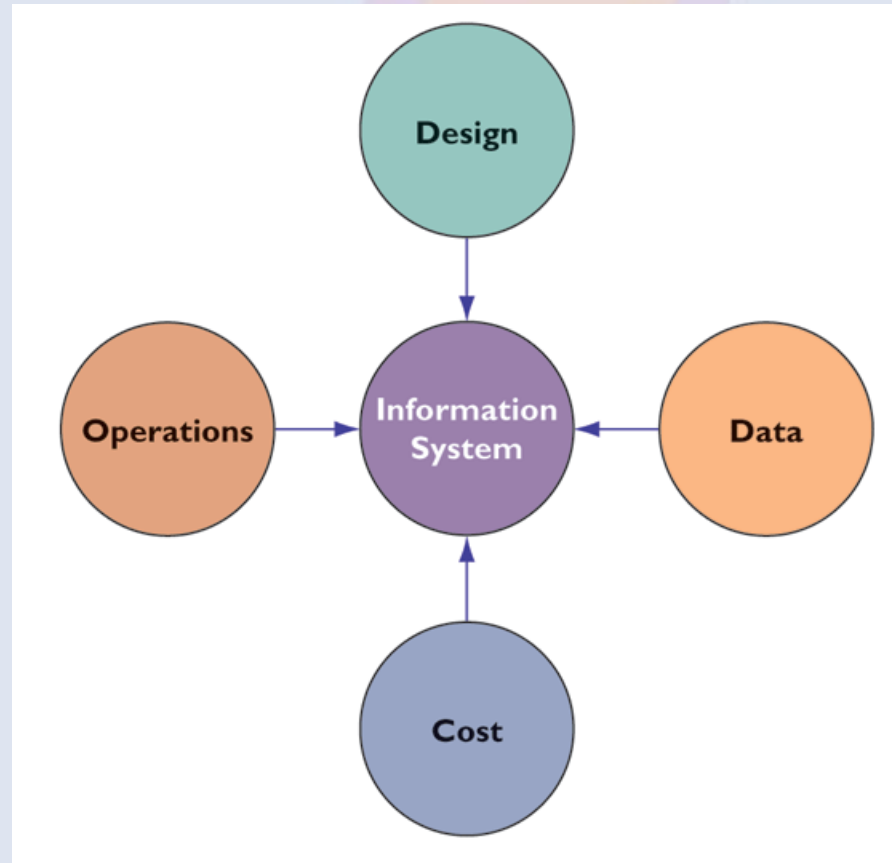 Design
Operations
Information
System
Data
Cost